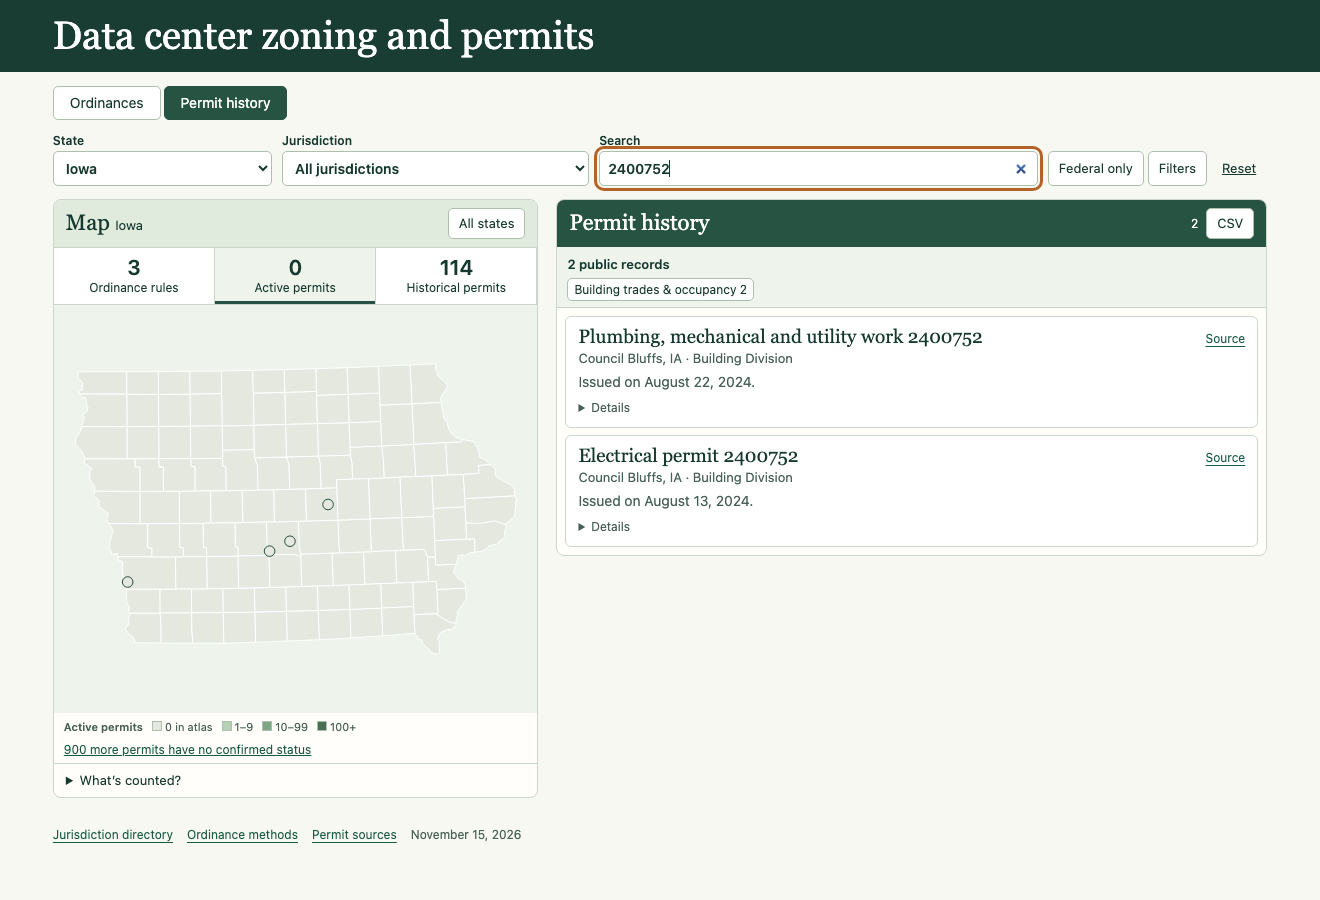 Data center zoning and permits
Ordinances
Permit history
State
Jurisdiction
Search
Iowa
All jurisdictions
2400752
Federal only
Filters
Reset
Map Iowa
All states
3
Ordinance rules
0
Active permits
114
Historical permits
Active permits 0 in atlas 1–9 10–99 100+
900 more permits have no confirmed status
What's counted?
Permit history
2
CSV
2 public records
Building trades & occupancy 2
Plumbing, mechanical and utility work 2400752
Source
Council Bluffs, IA · Building Division
Issued on August 22, 2024.
Details
Electrical permit 2400752
Source
Council Bluffs, IA · Building Division
Issued on August 13, 2024.
Details
Jurisdiction directory
Ordinance methods
Permit sources
November 15, 2026